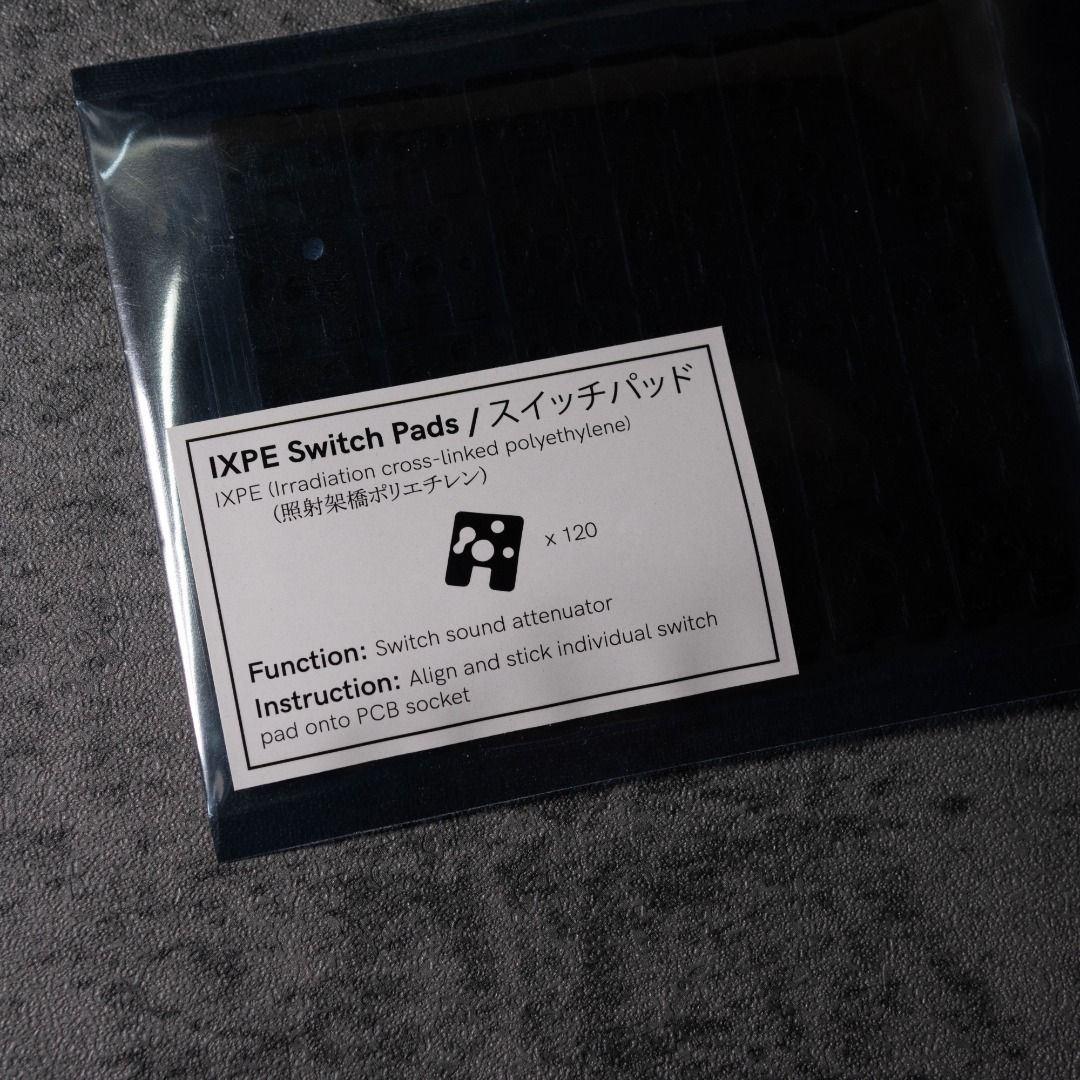 IXPE Switch Pads / スイッチパッド
IXPE (Irradiation cross-linked polyethylene)
(照射架橋ポリエチレン)
x 120
Function: Switch sound attenuator
Instruction: Align and stick individual switch
pad onto PCB socket